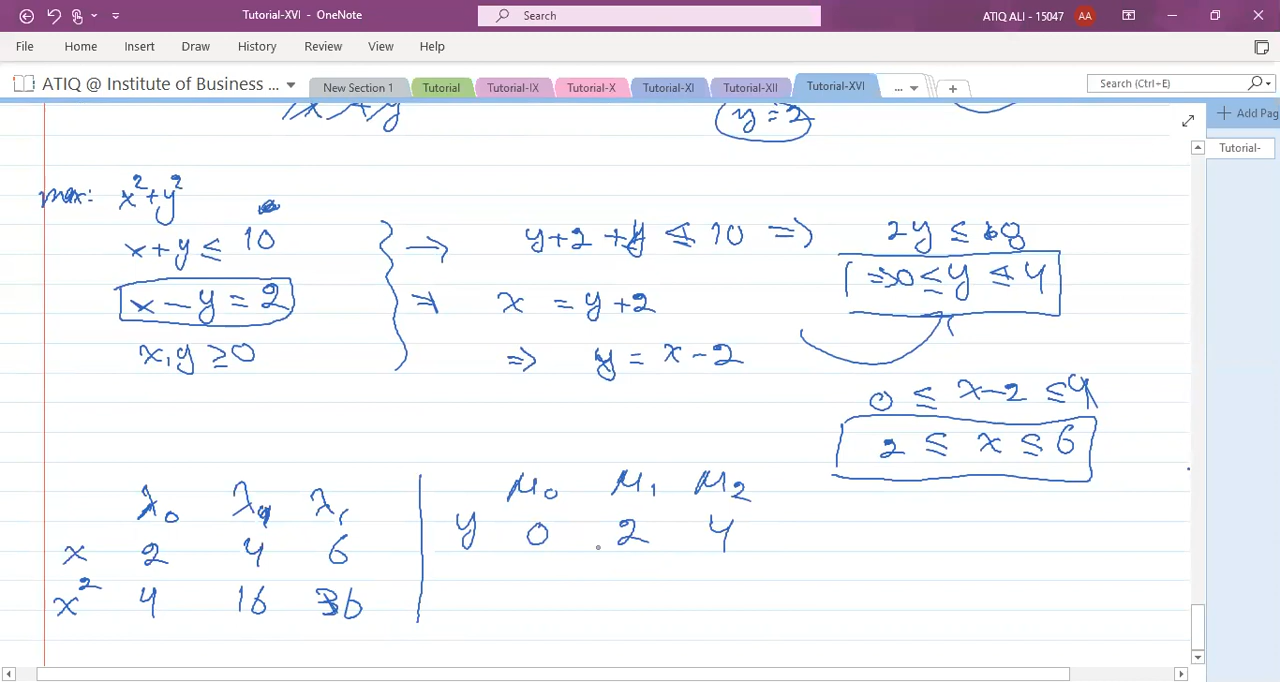 Tutorial-XVI - OneNote
Search
ATIQ ALI - 15047 AA
File Home Insert Draw History Review View Help
ATIQ @ Institute of Business ... New Section 1 Tutorial Tutorial-IX Tutorial-X Tutorial-XI Tutorial-XII Tutorial-XVI ... Search (Ctrl+E)
Add Pag
Tutorial-
y = 2
max: x² + y²
x + y ≤ 10
x - y = 2
x, y ≥ 0
→ y + 2 + y ≤ 10 ⇒ 2y ≤ 8
⇒ 0 ≤ y ≤ 4
⇒ x = y + 2
⇒ y = x - 2
0 ≤ x - 2 ≤ 4
2 ≤ x ≤ 6
λ₀ λ₁
x 2 4 6
x² 4 16 36
μ₀ μ₁ μ₂
y 0 2 4